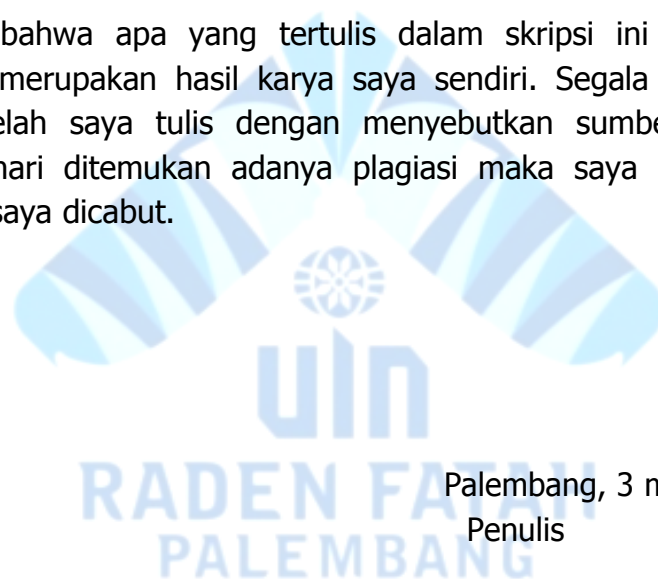 bahwa apa yang tertulis dalam skripsi ini
merupakan hasil karya saya sendiri. Segala
elah saya tulis dengan menyebutkan sumbe
hari ditemukan adanya plagiasi maka saya
saya dicabut.
uin
RADEN FATAH
Palembang, 3 m
Penulis
PALEMBANG